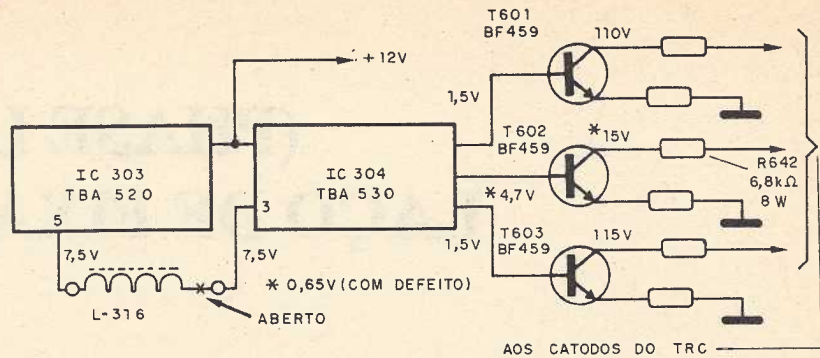 T601
BF459
110V
+12V
1,5V
IC 303
TBA 520
IC 304
TBA 530
T602
BF459
*15V
R642
6,8kΩ
8 W
5
3
*4,7V
1,5V
T603
BF459
115V
7,5V
7,5V
* 0,65V (COM DEFEITO)
L-316
ABERTO
AOS CATODOS DO TRC